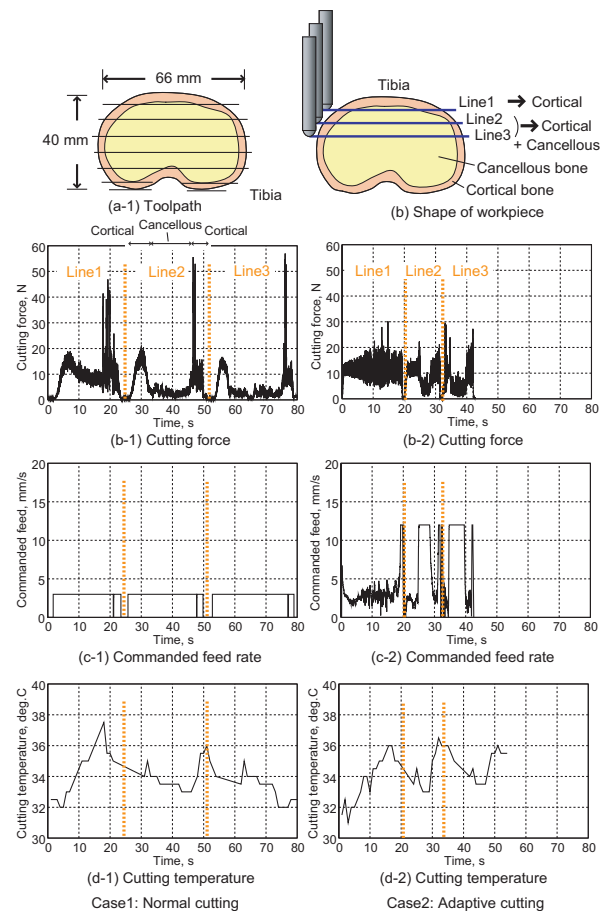 66 mm
40 mm
Tibia
(a-1) Toolpath
Tibia
Line1 Cortical
Line2
Line3
Cortical
+ Cancellous
Cancellous bone
Cortical bone
(b) Shape of workpiece
Cancellous
Cortical Cortical
Cutting force, N
60
50
40
30
20
10
0
Line1 Line2 Line3
0 10 20 30 40 50 60 70 80
Time, s
(b-1) Cutting force
Cutting force, N
60
50
40
30
20
10
0
Line1 Line2 Line3
0 10 20 30 40 50 60 70 80
Time, s
(b-2) Cutting force
Commanded feed, mm/s
20
15
10
5
0
0 10 20 30 40 50 60 70 80
Time, s
(c-1) Commanded feed rate
Commanded feed, mm/s
20
15
10
5
0
0 10 20 30 40 50 60 70 80
Time, s
(c-2) Commanded feed rate
Cutting temperature, deg.C
40
38
36
34
32
30
0 10 20 30 40 50 60 70 80
Time, s
(d-1) Cutting temperature
Case1: Normal cutting
Cutting temperature, deg.C
40
38
36
34
32
30
0 10 20 30 40 50 60 70 80
Time, s
(d-2) Cutting temperature
Case2: Adaptive cutting